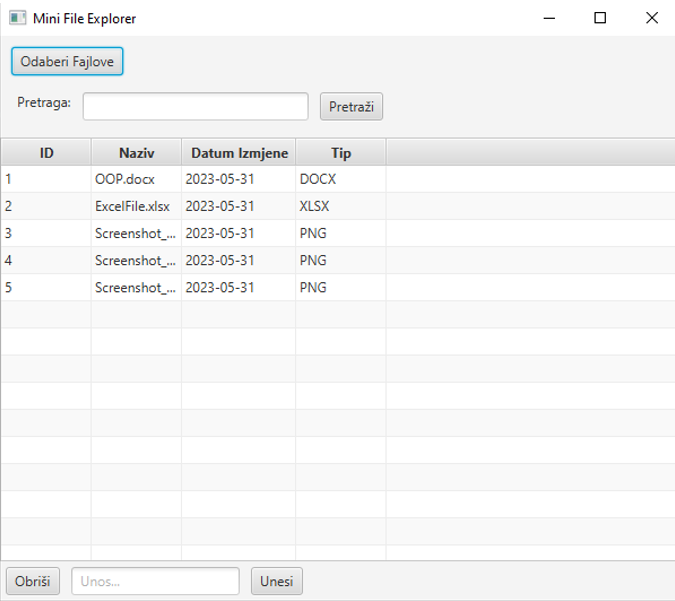 Mini File Explorer
Odaberi Fajlove
Pretraga: Pretraži
ID Naziv Datum Izmjene Tip
1 OOP.docx 2023-05-31 DOCX
2 ExcelFile.xlsx 2023-05-31 XLSX
3 Screenshot_... 2023-05-31 PNG
4 Screenshot_... 2023-05-31 PNG
5 Screenshot_... 2023-05-31 PNG
Obriši Unos... Unesi